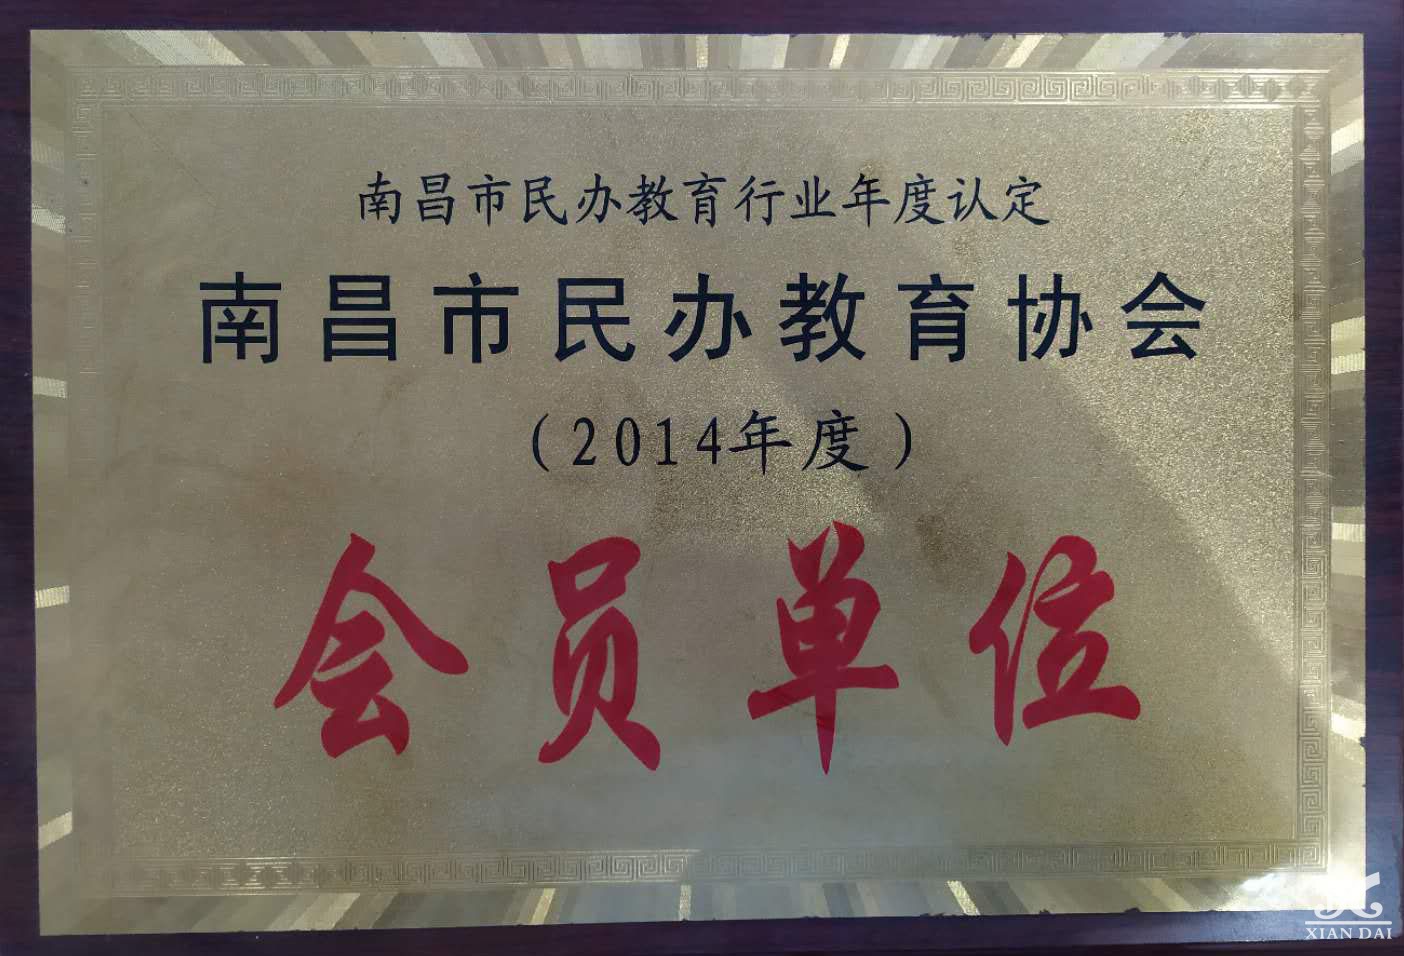 南昌市民办教育行业年度认定
南昌市民办教育协会
（2014年度）
会员单位
XIAN DAI